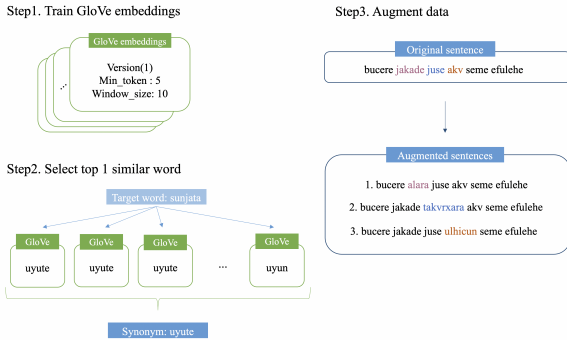 Step1. Train GloVe embeddings
GloVe embeddings
Version(1)
Min_token : 5
Window_size: 10
...
Step2. Select top 1 similar word
Target word: sunjata
GloVe GloVe GloVe GloVe
uyute uyute uyute ... uyun
Synonym: uyute
Step3. Augment data
Original sentence
bucere jakade juse akv seme efulehe
Augmented sentences
1. bucere alara juse akv seme efulehe
2. bucere jakade takvrxara akv seme efulehe
3. bucere jakade juse ulhicun seme efulehe